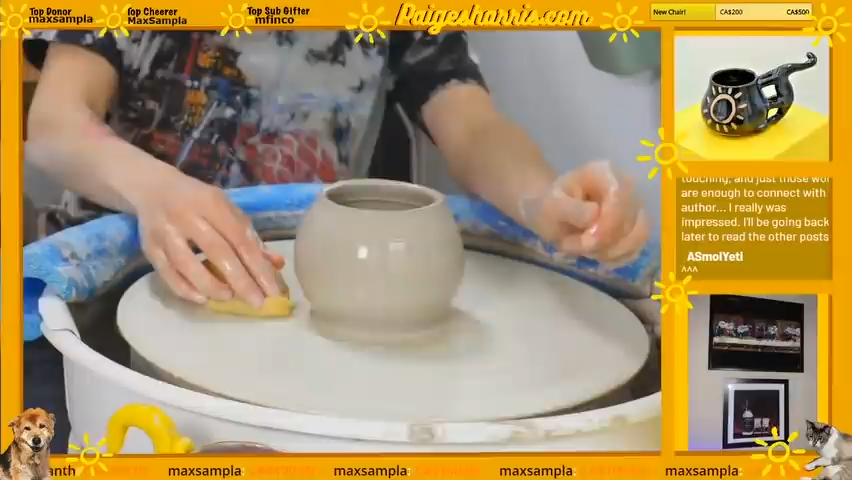 Top Donor
maxsampla
Top Cheerer
MaxSampla
Top Sub Gifter
mfinco
Paigesharris.com
New Chair!
CA$200
CA$500
touching, and just those wor
are enough to connect with
author... I really was
impressed. I'll be going back
later to read the other posts
ASmolYeti
^^^
anth
maxsampla:
maxsampla:
maxsampla:
maxsampla: